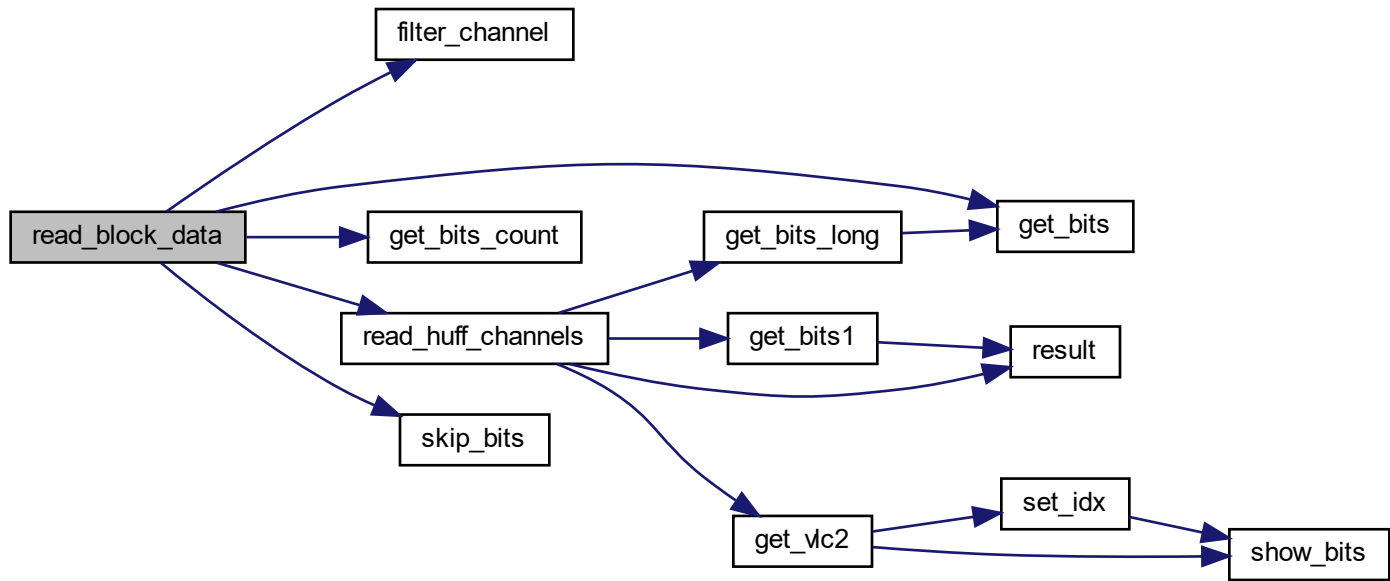 filter_channel
read_block_data
get_bits_count
get_bits_long
get_bits
read_huff_channels
get_bits1
result
skip_bits
get_vlc2
set_idx
show_bits